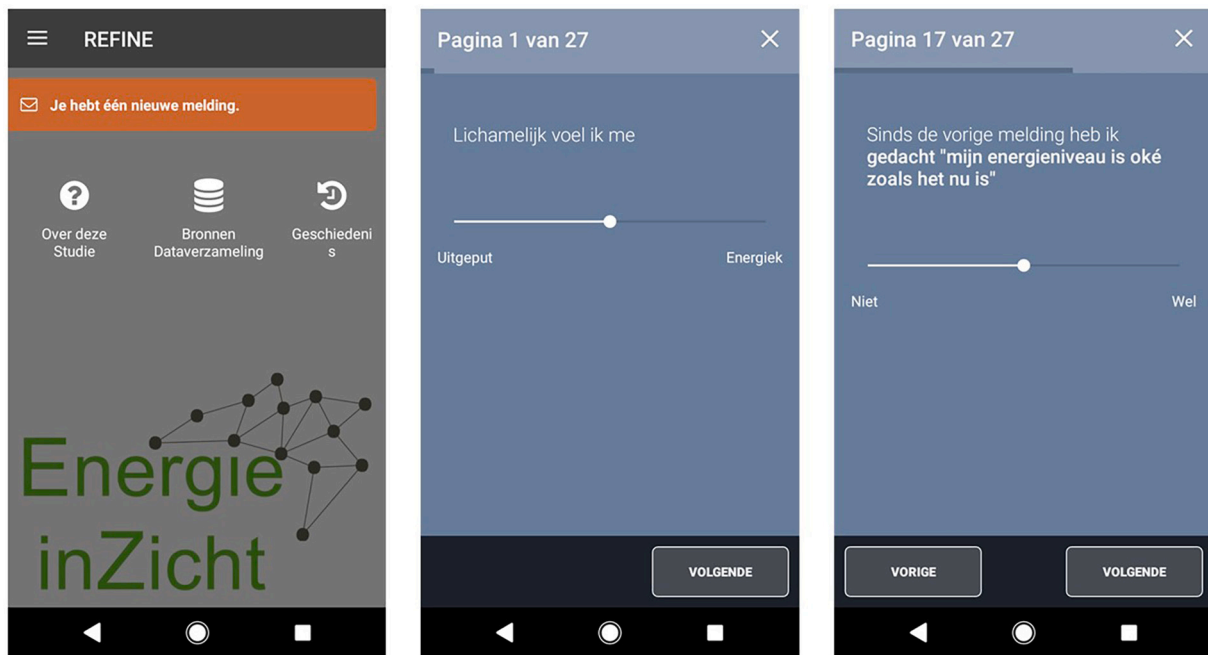 REFINE
Je hebt één nieuwe melding.
Over deze
Studie
Bronnen
Dataverzameling
Geschiedeni
s
Energie
inZicht
Pagina 1 van 27
Lichamelijk voel ik me
Uitgeput
Energiek
VOLGENDE
Pagina 17 van 27
Sinds de vorige melding heb ik
gedacht "mijn energieniveau is oké
zoals het nu is"
Niet
Wel
VORIGE
VOLGENDE